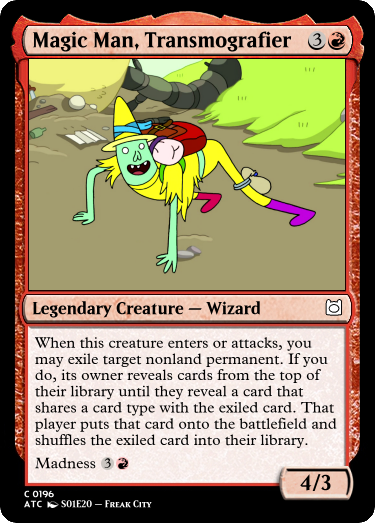 Magic Man, Transmografier 3
Legendary Creature — Wizard
When this creature enters or attacks, you
may exile target nonland permanent. If you
do, its owner reveals cards from the top of
their library until they reveal a card that
shares a card type with the exiled card. That
player puts that card onto the battlefield and
shuffles the exiled card into their library.
Madness 3
4/3
C 0196
ATC S01E20 – Freak City